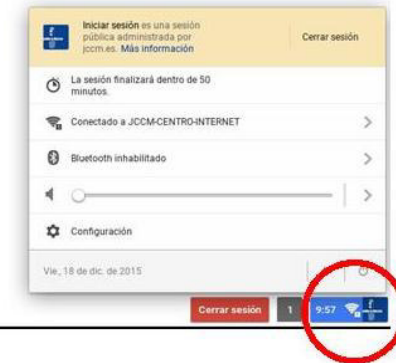 Iniciar sesión es una sesión
pública administrada por
jccm.es. Más información
Cerrar sesión
La sesión finalizará dentro de 50
minutos.
Conectado a JCCM-CENTRO-INTERNET
Bluetooth inhabilitado
Configuración
Vie., 18 de dic. de 2015
Cerrar sesión
1
9:57